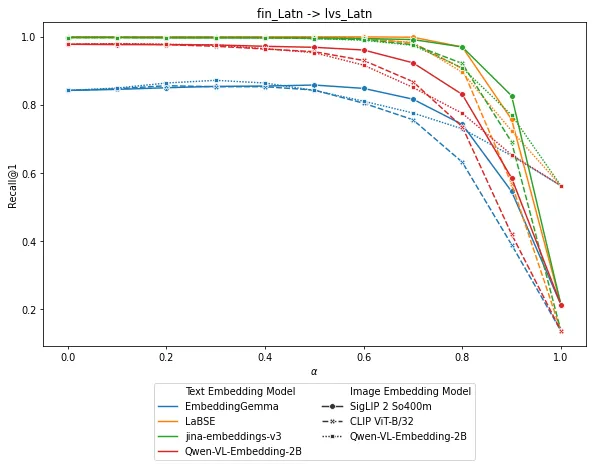 fin_Latn -> lvs_Latn
Recall@1
1.0
0.8
0.6
0.4
0.2
0.0 0.2 0.4 0.6 0.8 1.0
α
Text Embedding Model
EmbeddingGemma
LaBSE
jina-embeddings-v3
Qwen-VL-Embedding-2B
Image Embedding Model
SigLIP 2 So400m
CLIP ViT-B/32
Qwen-VL-Embedding-2B